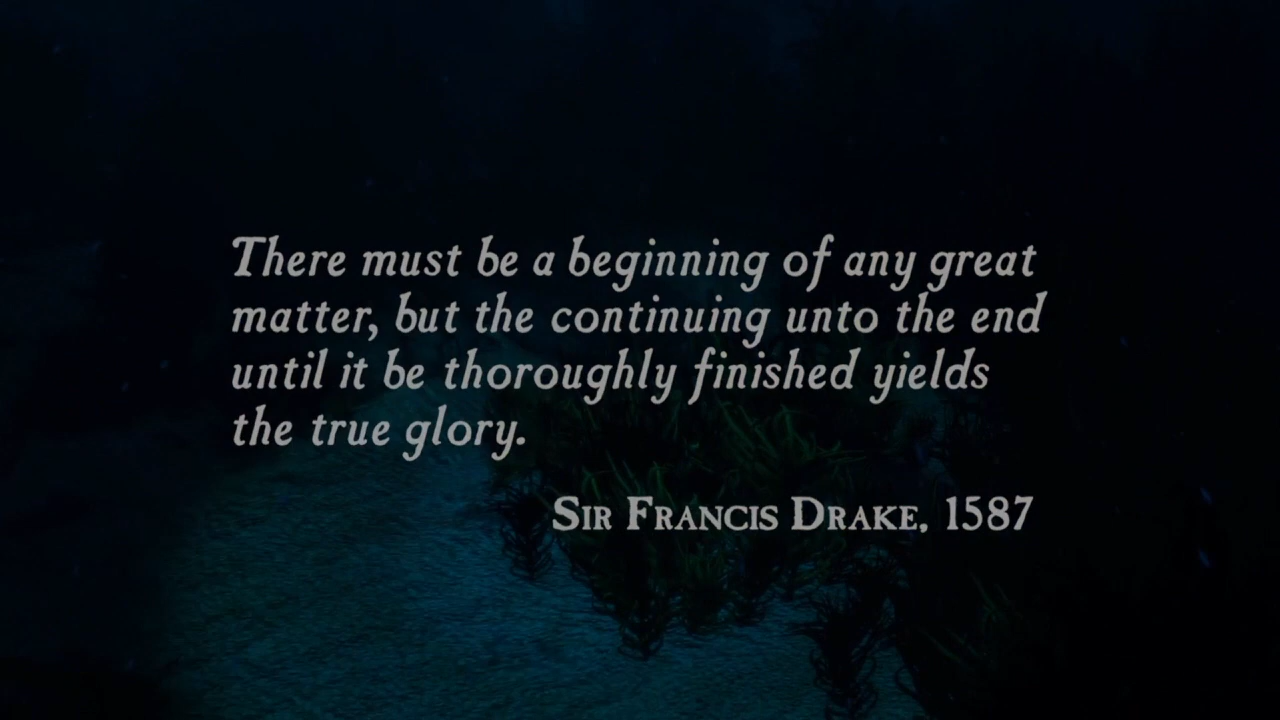 There must be a beginning of any great
matter, but the continuing unto the end
until it be thoroughly finished yields
the true glory.
Sir Francis Drake, 1587